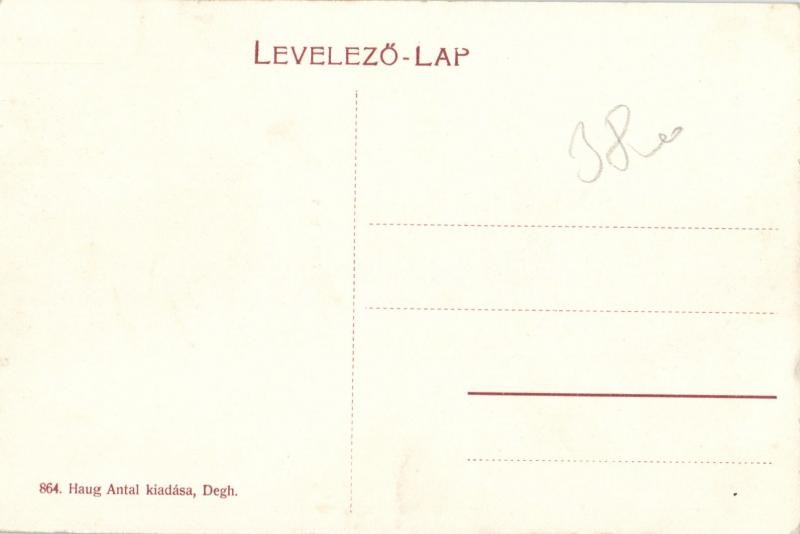 LEVELEZŐ-LAP
864. Haug Antal kiadása, Degh.